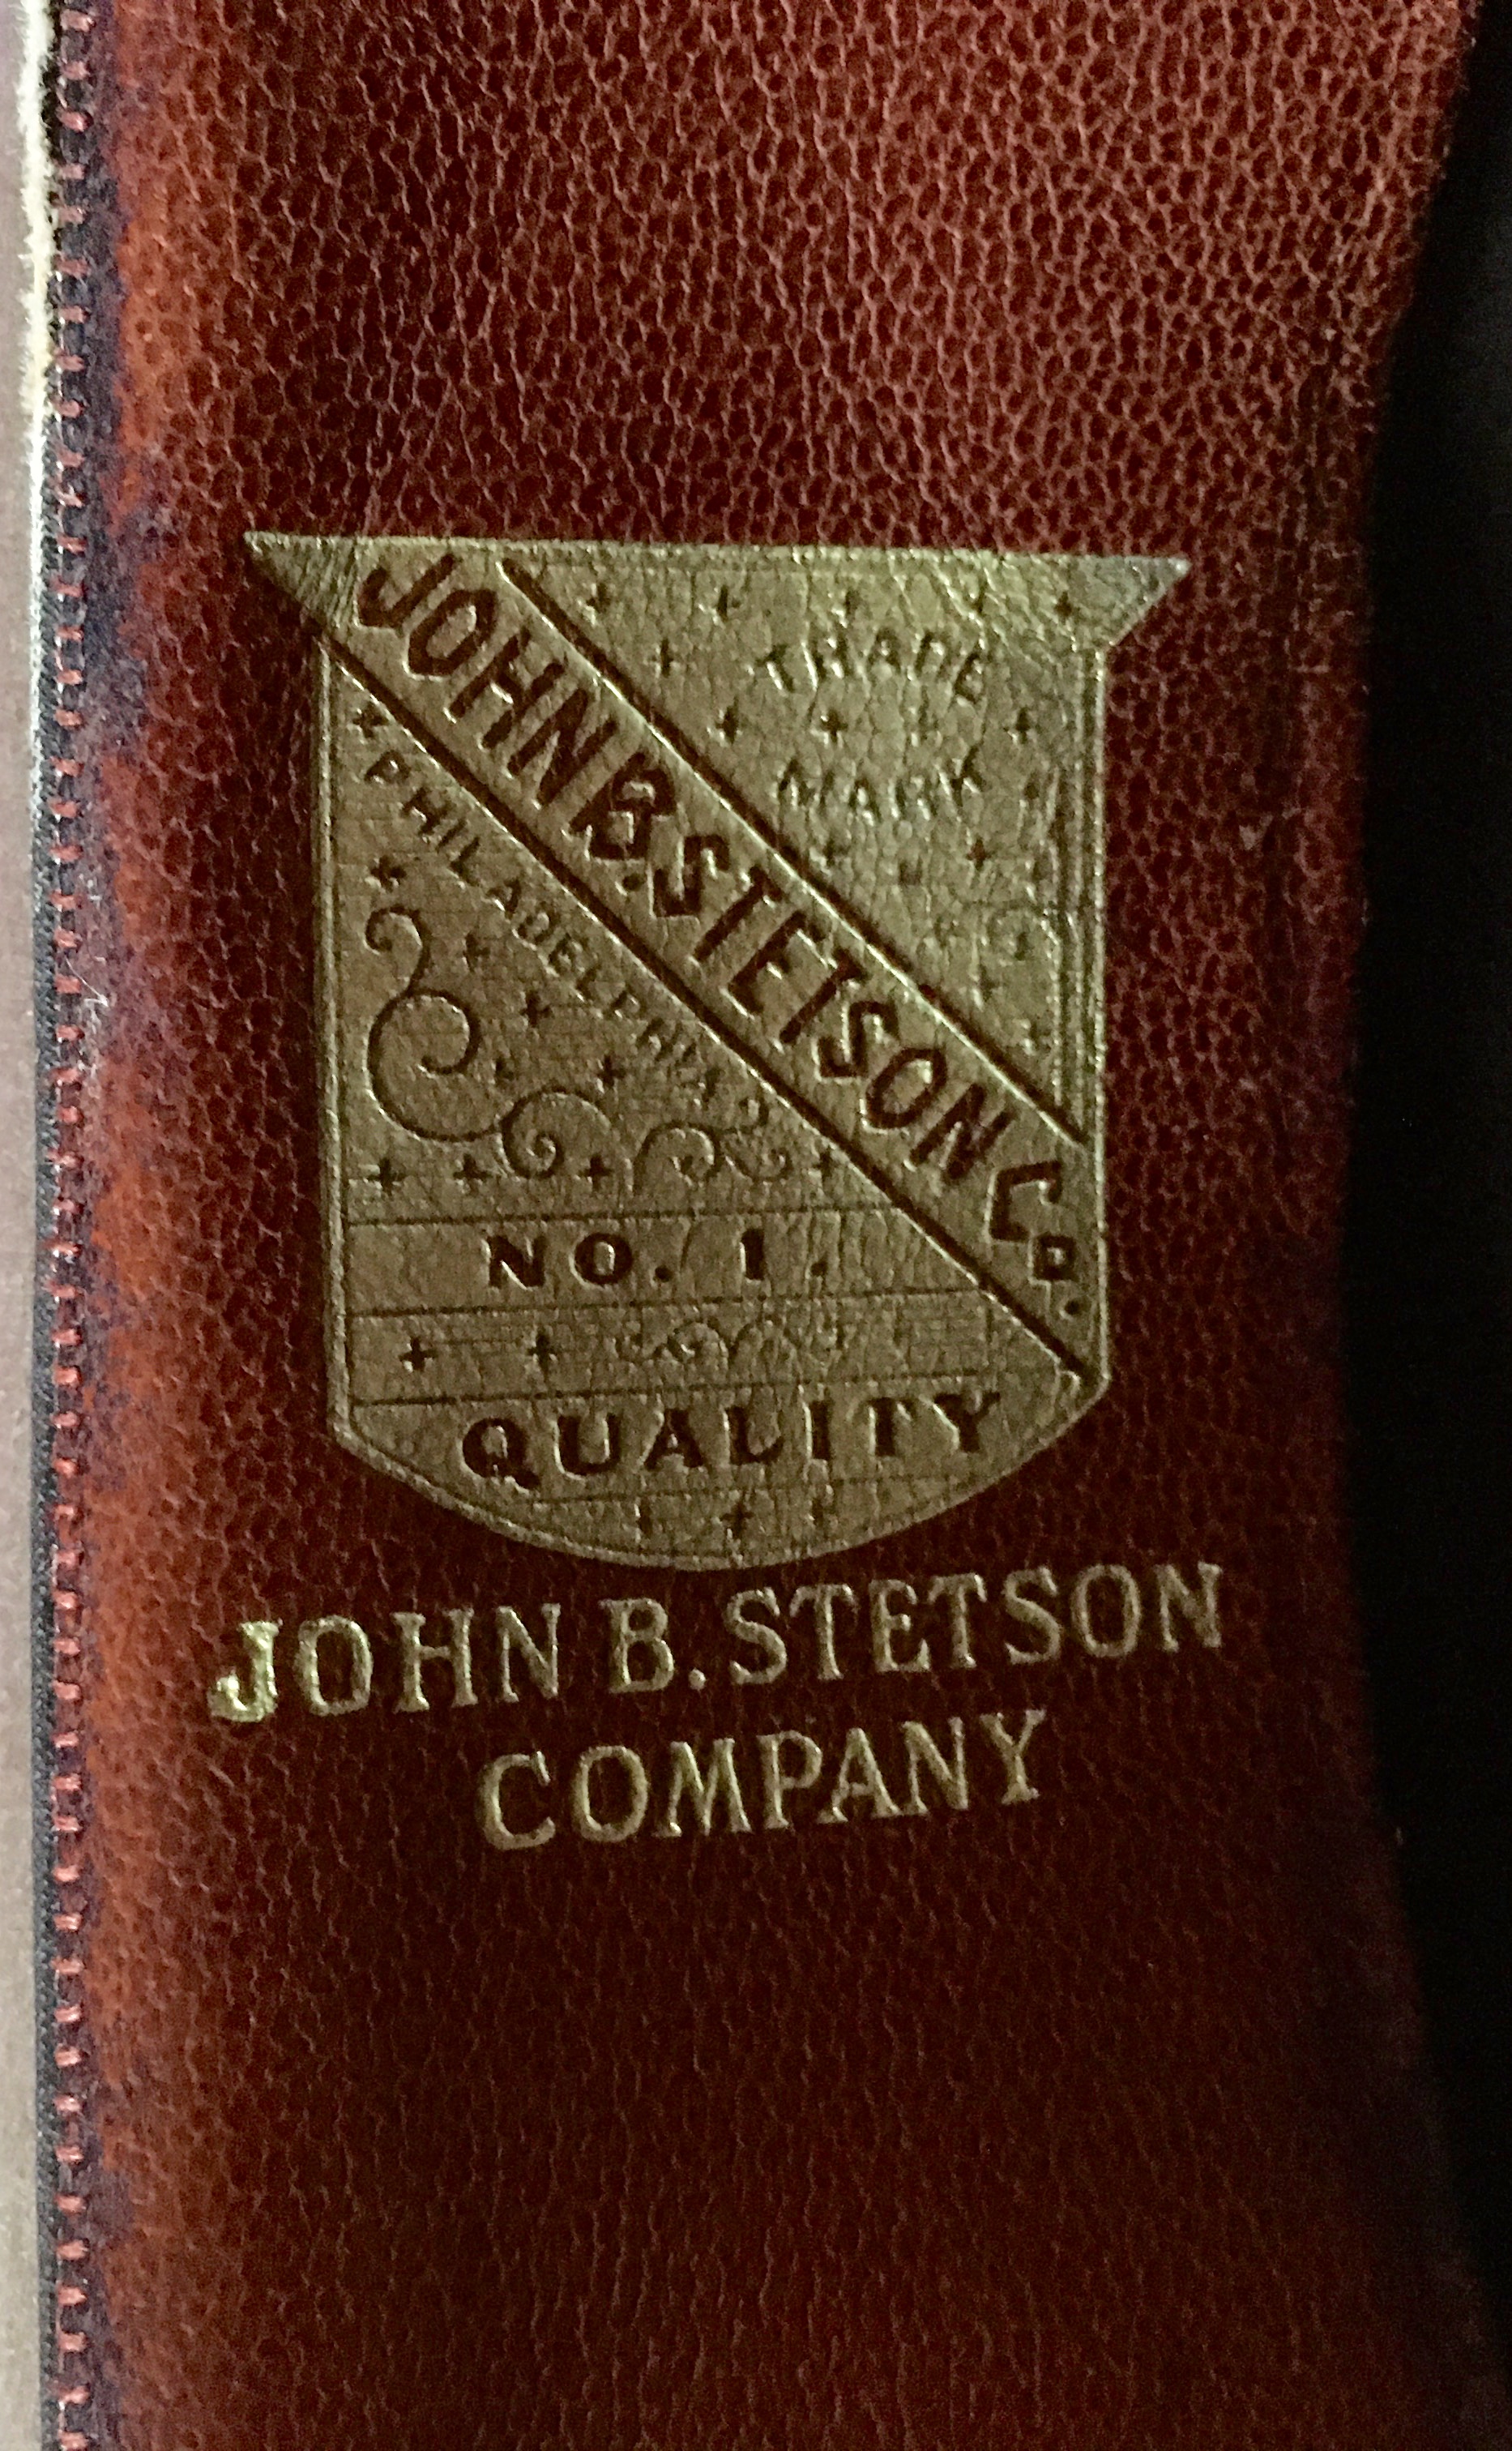 TRADE
MARK
JOHN B. STETSON Co.
PHILADELPHIA
NO. 1.
QUALITY
JOHN B. STETSON
COMPANY